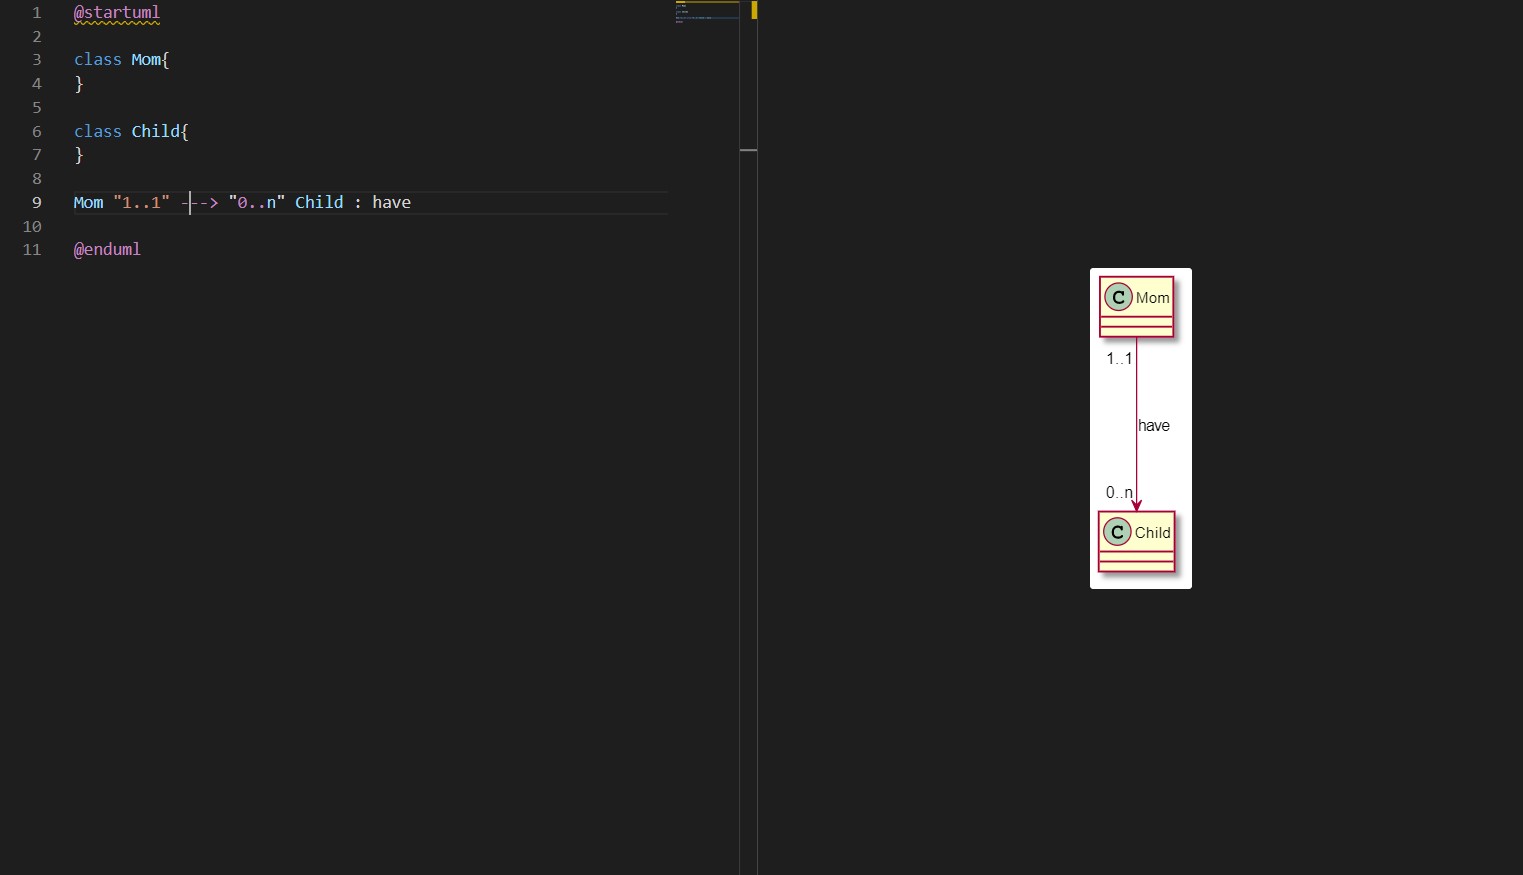 1 @startuml
2
3 class Mom{
4 }
5
6 class Child{
7 }
8
9 Mom "1..1" ---> "0..n" Child : have
10
11 @enduml
C Mom
1..1
have
0..n
C Child